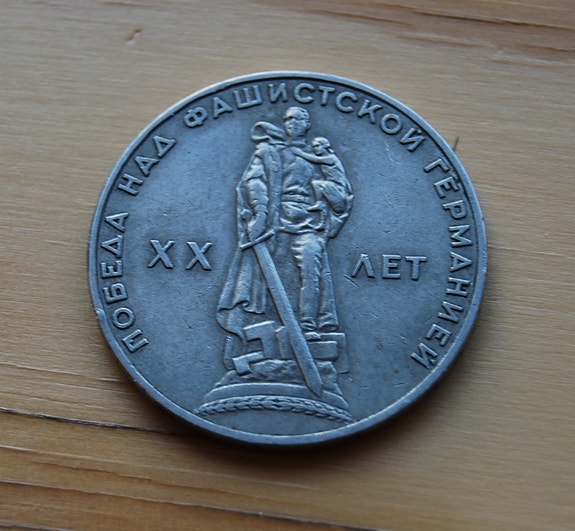 ПОБЕДА НАД ФАШИСТСКОЙ ГЕРМАНИЕЙ
XX ЛЕТ